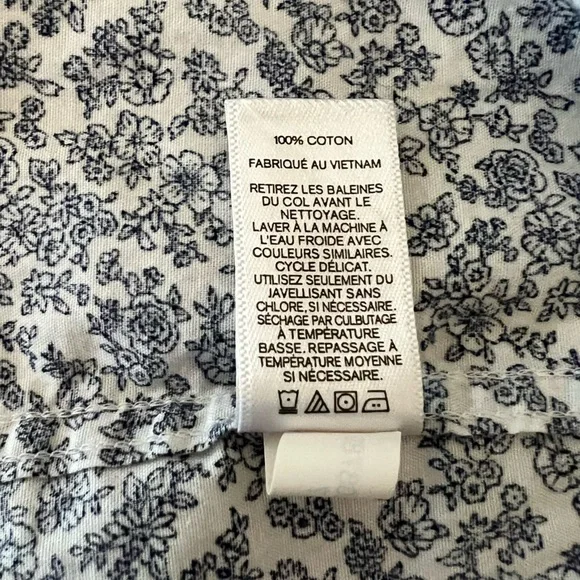 100% COTON
FABRIQUÉ AU VIETNAM
RETIREZ LES BALEINES
DU COL AVANT LE
NETTOYAGE.
LAVER À LA MACHINE À
L'EAU FROIDE AVEC
COULEURS SIMILAIRES.
CYCLE DÉLICAT.
UTILISEZ SEULEMENT DU
JAVELLISANT SANS
CHLORE, SI NÉCESSAIRE.
SÉCHAGE PAR CULBUTAGE
À TEMPÉRATURE
BASSE. REPASSAGE À
TEMPÉRATURE MOYENNE
SI NÉCESSAIRE.